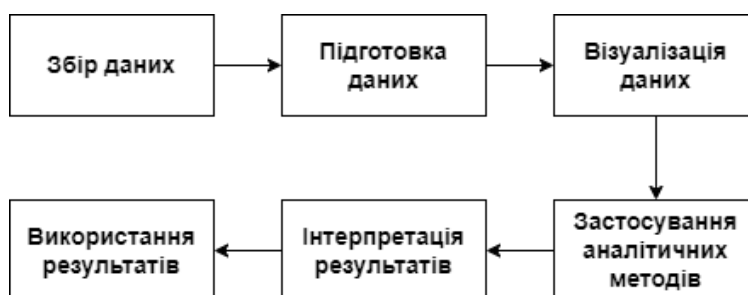 Збір даних
Підготовка
даних
Візуалізація
даних
Застосування
аналітичних
методів
Інтерпретація
результатів
Використання
результатів